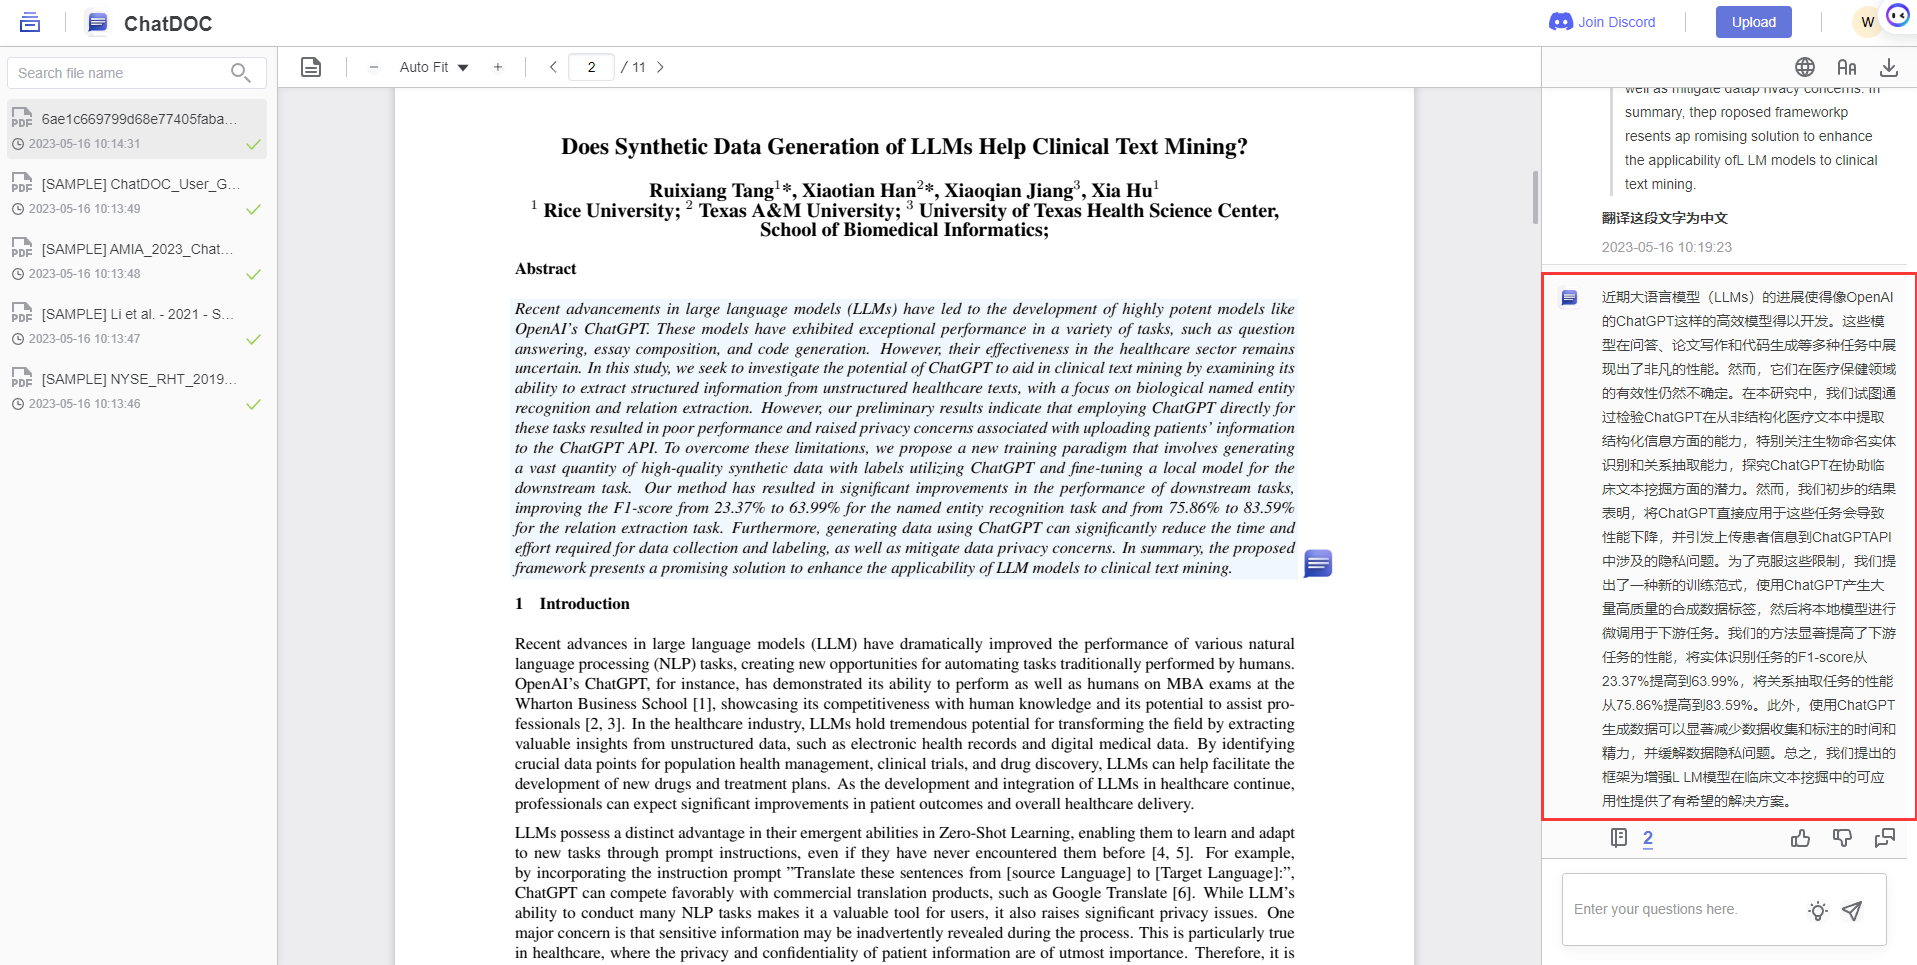 ChatDOC
Join Discord
Upload
W
Search file name
PDF
6ae1c669799d68e77405faba...
2023-05-16 10:14:31
PDF
[SAMPLE] ChatDOC_User_G...
2023-05-16 10:13:49
PDF
[SAMPLE] AMIA_2023_Chat...
2023-05-16 10:13:48
PDF
[SAMPLE] Li et al. - 2021 - S...
2023-05-16 10:13:47
PDF
[SAMPLE] NYSE_RHT_2019...
2023-05-16 10:13:46
− Auto Fit + 2 / 11
Does Synthetic Data Generation of LLMs Help Clinical Text Mining?
Ruixiang Tang1*, Xiaotian Han2*, Xiaoqian Jiang3, Xia Hu1
1 Rice University; 2 Texas A&M University; 3 University of Texas Health Science Center,
School of Biomedical Informatics;
Abstract
Recent advancements in large language models (LLMs) have led to the development of highly potent models like
OpenAI's ChatGPT. These models have exhibited exceptional performance in a variety of tasks, such as question
answering, essay composition, and code generation. However, their effectiveness in the healthcare sector remains
uncertain. In this study, we seek to investigate the potential of ChatGPT to aid in clinical text mining by examining its
ability to extract structured information from unstructured healthcare texts, with a focus on biological named entity
recognition and relation extraction. However, our preliminary results indicate that employing ChatGPT directly for
these tasks resulted in poor performance and raised privacy concerns associated with uploading patients' information
to the ChatGPT API. To overcome these limitations, we propose a new training paradigm that involves generating
a vast quantity of high-quality synthetic data with labels utilizing ChatGPT and fine-tuning a local model for the
downstream task. Our method has resulted in significant improvements in the performance of downstream tasks,
improving the F1-score from 23.37% to 63.99% for the named entity recognition task and from 75.86% to 83.59%
for the relation extraction task. Furthermore, generating data using ChatGPT can significantly reduce the time and
effort required for data collection and labeling, as well as mitigate data privacy concerns. In summary, the proposed
framework presents a promising solution to enhance the applicability of LLM models to clinical text mining.
1 Introduction
Recent advances in large language models (LLM) have dramatically improved the performance of various natural
language processing (NLP) tasks, creating new opportunities for automating tasks traditionally performed by humans.
OpenAI's ChatGPT, for instance, has demonstrated its ability to perform as well as humans on MBA exams at the
Wharton Business School [1], showcasing its competitiveness with human knowledge and its potential to assist pro-
fessionals [2, 3]. In the healthcare industry, LLMs hold tremendous potential for transforming the field by extracting
valuable insights from unstructured data, such as electronic health records and digital medical data. By identifying
crucial data points for population health management, clinical trials, and drug discovery, LLMs can help facilitate the
development of new drugs and treatment plans. As the development and integration of LLMs in healthcare continue,
professionals can expect significant improvements in patient outcomes and overall healthcare delivery.
LLMs possess a distinct advantage in their emergent abilities in Zero-Shot Learning, enabling them to learn and adapt
to new tasks through prompt instructions, even if they have never encountered them before [4, 5]. For example,
by incorporating the instruction prompt ”Translate these sentences from [source Language] to [Target Language]:”,
ChatGPT can compete favorably with commercial translation products, such as Google Translate [6]. While LLM's
ability to conduct many NLP tasks makes it a valuable tool for users, it also raises significant privacy issues. One
major concern is that sensitive information may be inadvertently revealed during the process. This is particularly true
in healthcare, where the privacy and confidentiality of patient information are of utmost importance. Therefore, it is
well as mitigate datap rivacy concerns. In
summary, thep roposed frameworkp
resents ap romising solution to enhance
the applicability ofL LM models to clinical
text mining.
翻译这段文字为中文
2023-05-16 10:19:23
近期大语言模型（LLMs）的进展使得像OpenAI
的ChatGPT这样的高效模型得以开发。这些模
型在问答、论文写作和代码生成等多种任务中展
现出了非凡的性能。然而，它们在医疗保健领域
的有效性仍然不确定。在本研究中，我们试图通
过检验ChatGPT在从非结构化医疗文本中提取
结构化信息方面的能力，特别关注生物命名实体
识别和关系抽取能力，探究ChatGPT在协助临
床文本挖掘方面的潜力。然而，我们初步的结果
表明，将ChatGPT直接应用于这些任务会导致
性能下降，并引发上传患者信息到ChatGPTAPI
中涉及的隐私问题。为了克服这些限制，我们提
出了一种新的训练范式，使用ChatGPT产生大
量高质量的合成数据标签，然后将本地模型进行
微调用于下游任务。我们的方法显著提高了下游
任务的性能，将实体识别任务的F1-score从
23.37%提高到63.99%，将关系抽取任务的性能
从75.86%提高到83.59%。此外，使用ChatGPT
生成数据可以显著减少数据收集和标注的时间和
精力，并缓解数据隐私问题。总之，我们提出的
框架为增强L LM模型在临床文本挖掘中的可应
用性提供了有希望的解决方案。
2
Enter your questions here.